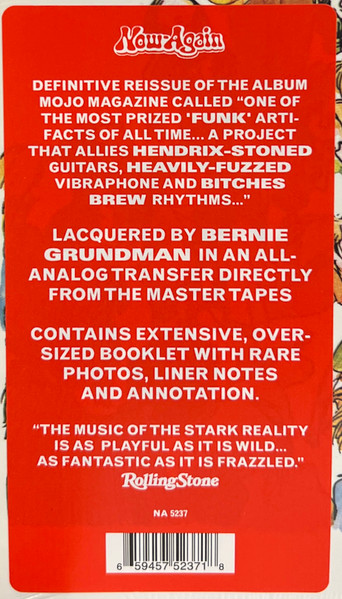 Now Again
DEFINITIVE REISSUE OF THE ALBUM
MOJO MAGAZINE CALLED “ONE OF
THE MOST PRIZED 'FUNK' ARTI-
FACTS OF ALL TIME... A PROJECT
THAT ALLIES HENDRIX-STONED
GUITARS, HEAVILY-FUZZED
VIBRAPHONE AND BITCHES
BREW RHYTHMS...”
LACQUERED BY BERNIE
GRUNDMAN IN AN ALL-
ANALOG TRANSFER DIRECTLY
FROM THE MASTER TAPES
CONTAINS EXTENSIVE, OVER-
SIZED BOOKLET WITH RARE
PHOTOS, LINER NOTES
AND ANNOTATION.
“THE MUSIC OF THE STARK REALITY
IS AS PLAYFUL AS IT IS WILD...
AS FANTASTIC AS IT IS FRAZZLED.”
RollingStone
NA 5237
6 59457 52371 8